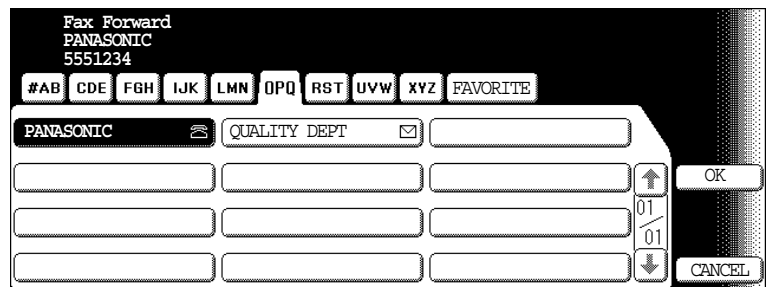 Fax Forward
PANASONIC
5551234
#AB CDE FGH IJK LMN OPQ RST UVW XYZ FAVORITE
PANASONIC QUALITY DEPT
OK
01
01
CANCEL